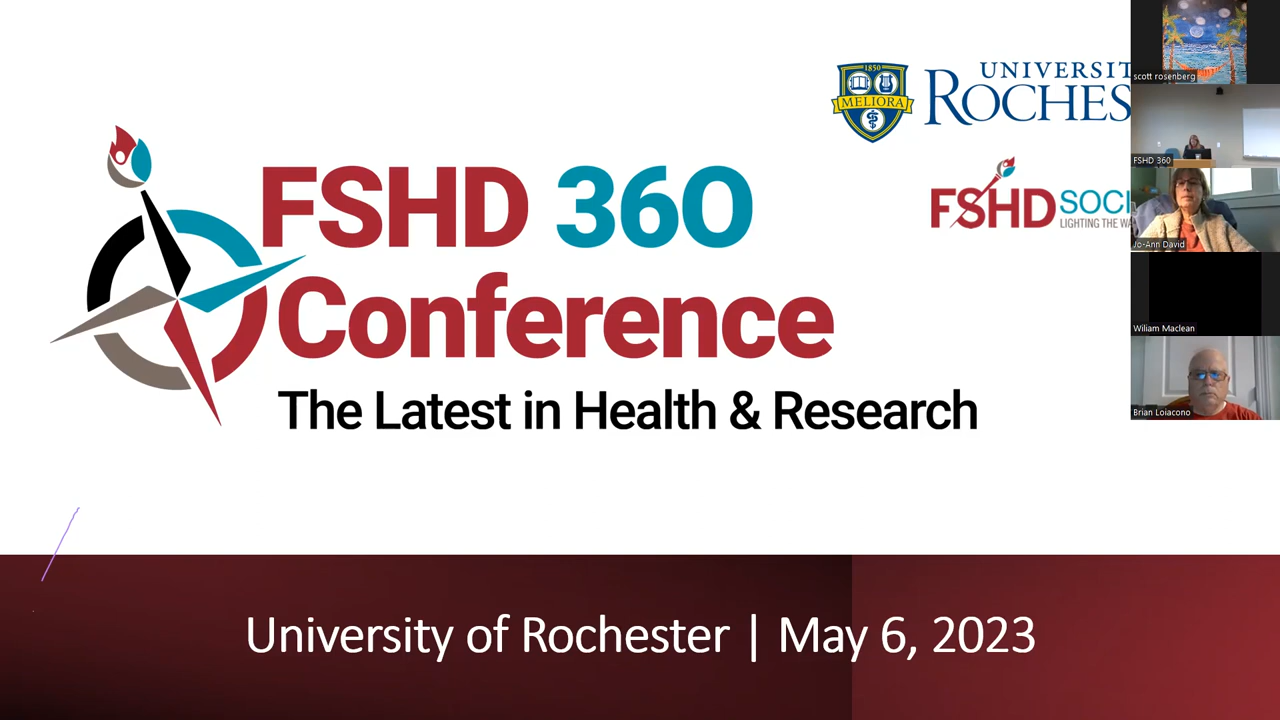 1850
MELIORA
UNIVERSIT
ROCHES
FSHD SOCI
LIGHTING THE WA
FSHD 360
Conference
The Latest in Health & Research
University of Rochester | May 6, 2023
scott rosenberg
FSHD 360
Jo-Ann David
Wiliam Maclean
Brian Loiacono